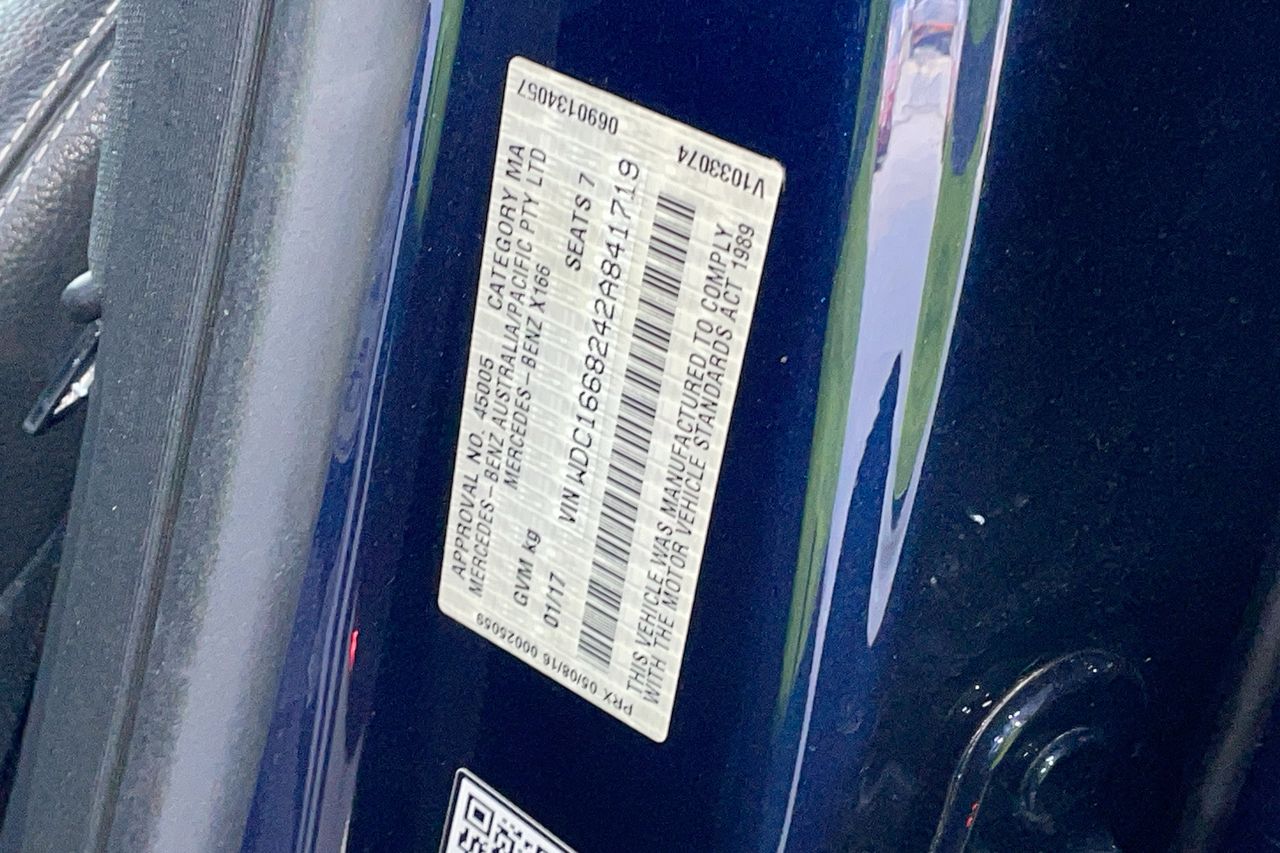 APPROVAL NO. 45005 CATEGORY MA
MERCEDES-BENZ AUSTRALIA/PACIFIC PTY LTD
MERCEDES-BENZ X166
GVM kg SEATS 7
01/17 VIN WDC1668242A841719
THIS VEHICLE WAS MANUFACTURED TO COMPLY
WITH THE MOTOR VEHICLE STANDARDS ACT 1989
PRX 05/08/16 00025059
0690134057 V1033074